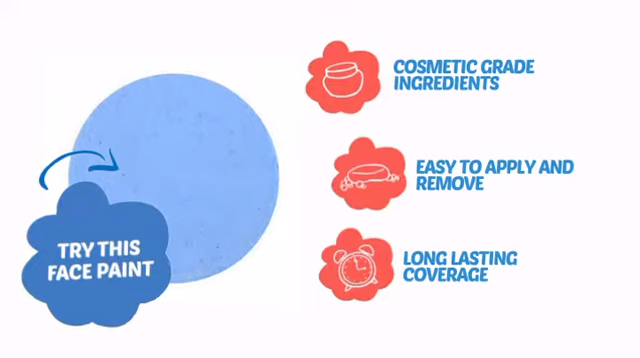 COSMETIC GRADE
INGREDIENTS
EASY TO APPLY AND
REMOVE
TRY THIS
FACE PAINT
LONG LASTING
COVERAGE